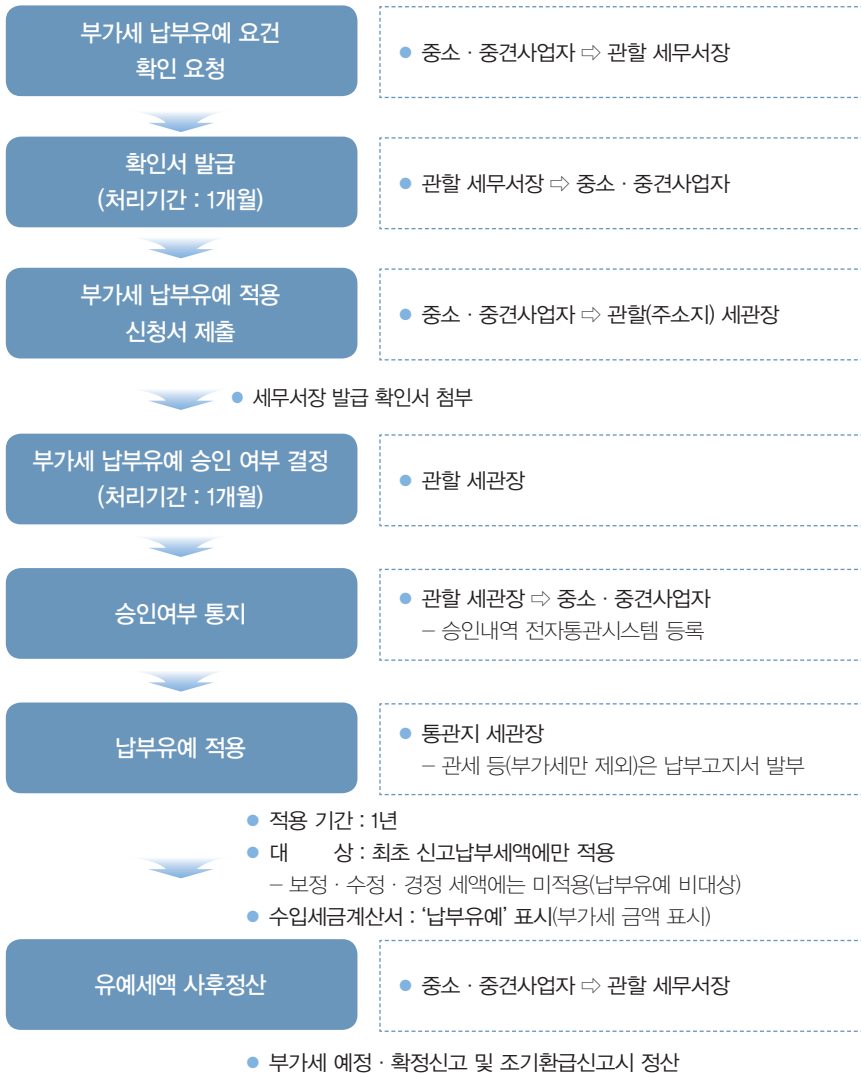 부가세 납부유예 요건
확인 요청
● 중소 · 중견사업자 ⇨ 관할 세무서장
확인서 발급
(처리기간 : 1개월)
● 관할 세무서장 ⇨ 중소 · 중견사업자
부가세 납부유예 적용
신청서 제출
● 중소 · 중견사업자 ⇨ 관할(주소지) 세관장
● 세무서장 발급 확인서 첨부
부가세 납부유예 승인 여부 결정
(처리기간 : 1개월)
● 관할 세관장
승인여부 통지
● 관할 세관장 ⇨ 중소 · 중견사업자
– 승인내역 전자통관시스템 등록
납부유예 적용
● 통관지 세관장
– 관세 등(부가세만 제외)은 납부고지서 발부
● 적용 기간 : 1년
● 대 상 : 최초 신고납부세액에만 적용
– 보정 · 수정 · 경정 세액에는 미적용(납부유예 비대상)
● 수입세금계산서 : ‘납부유예’ 표시(부가세 금액 표시)
유예세액 사후정산
● 중소 · 중견사업자 ⇨ 관할 세무서장
● 부가세 예정 · 확정신고 및 조기환급신고시 정산